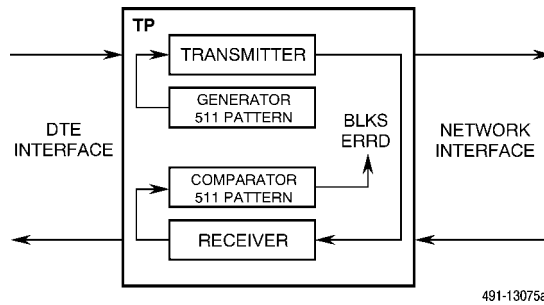 TP
TRANSMITTER
GENERATOR
511 PATTERN
BLKS
ERRD
DTE
INTERFACE
NETWORK
INTERFACE
COMPARATOR
511 PATTERN
RECEIVER
491-13075a